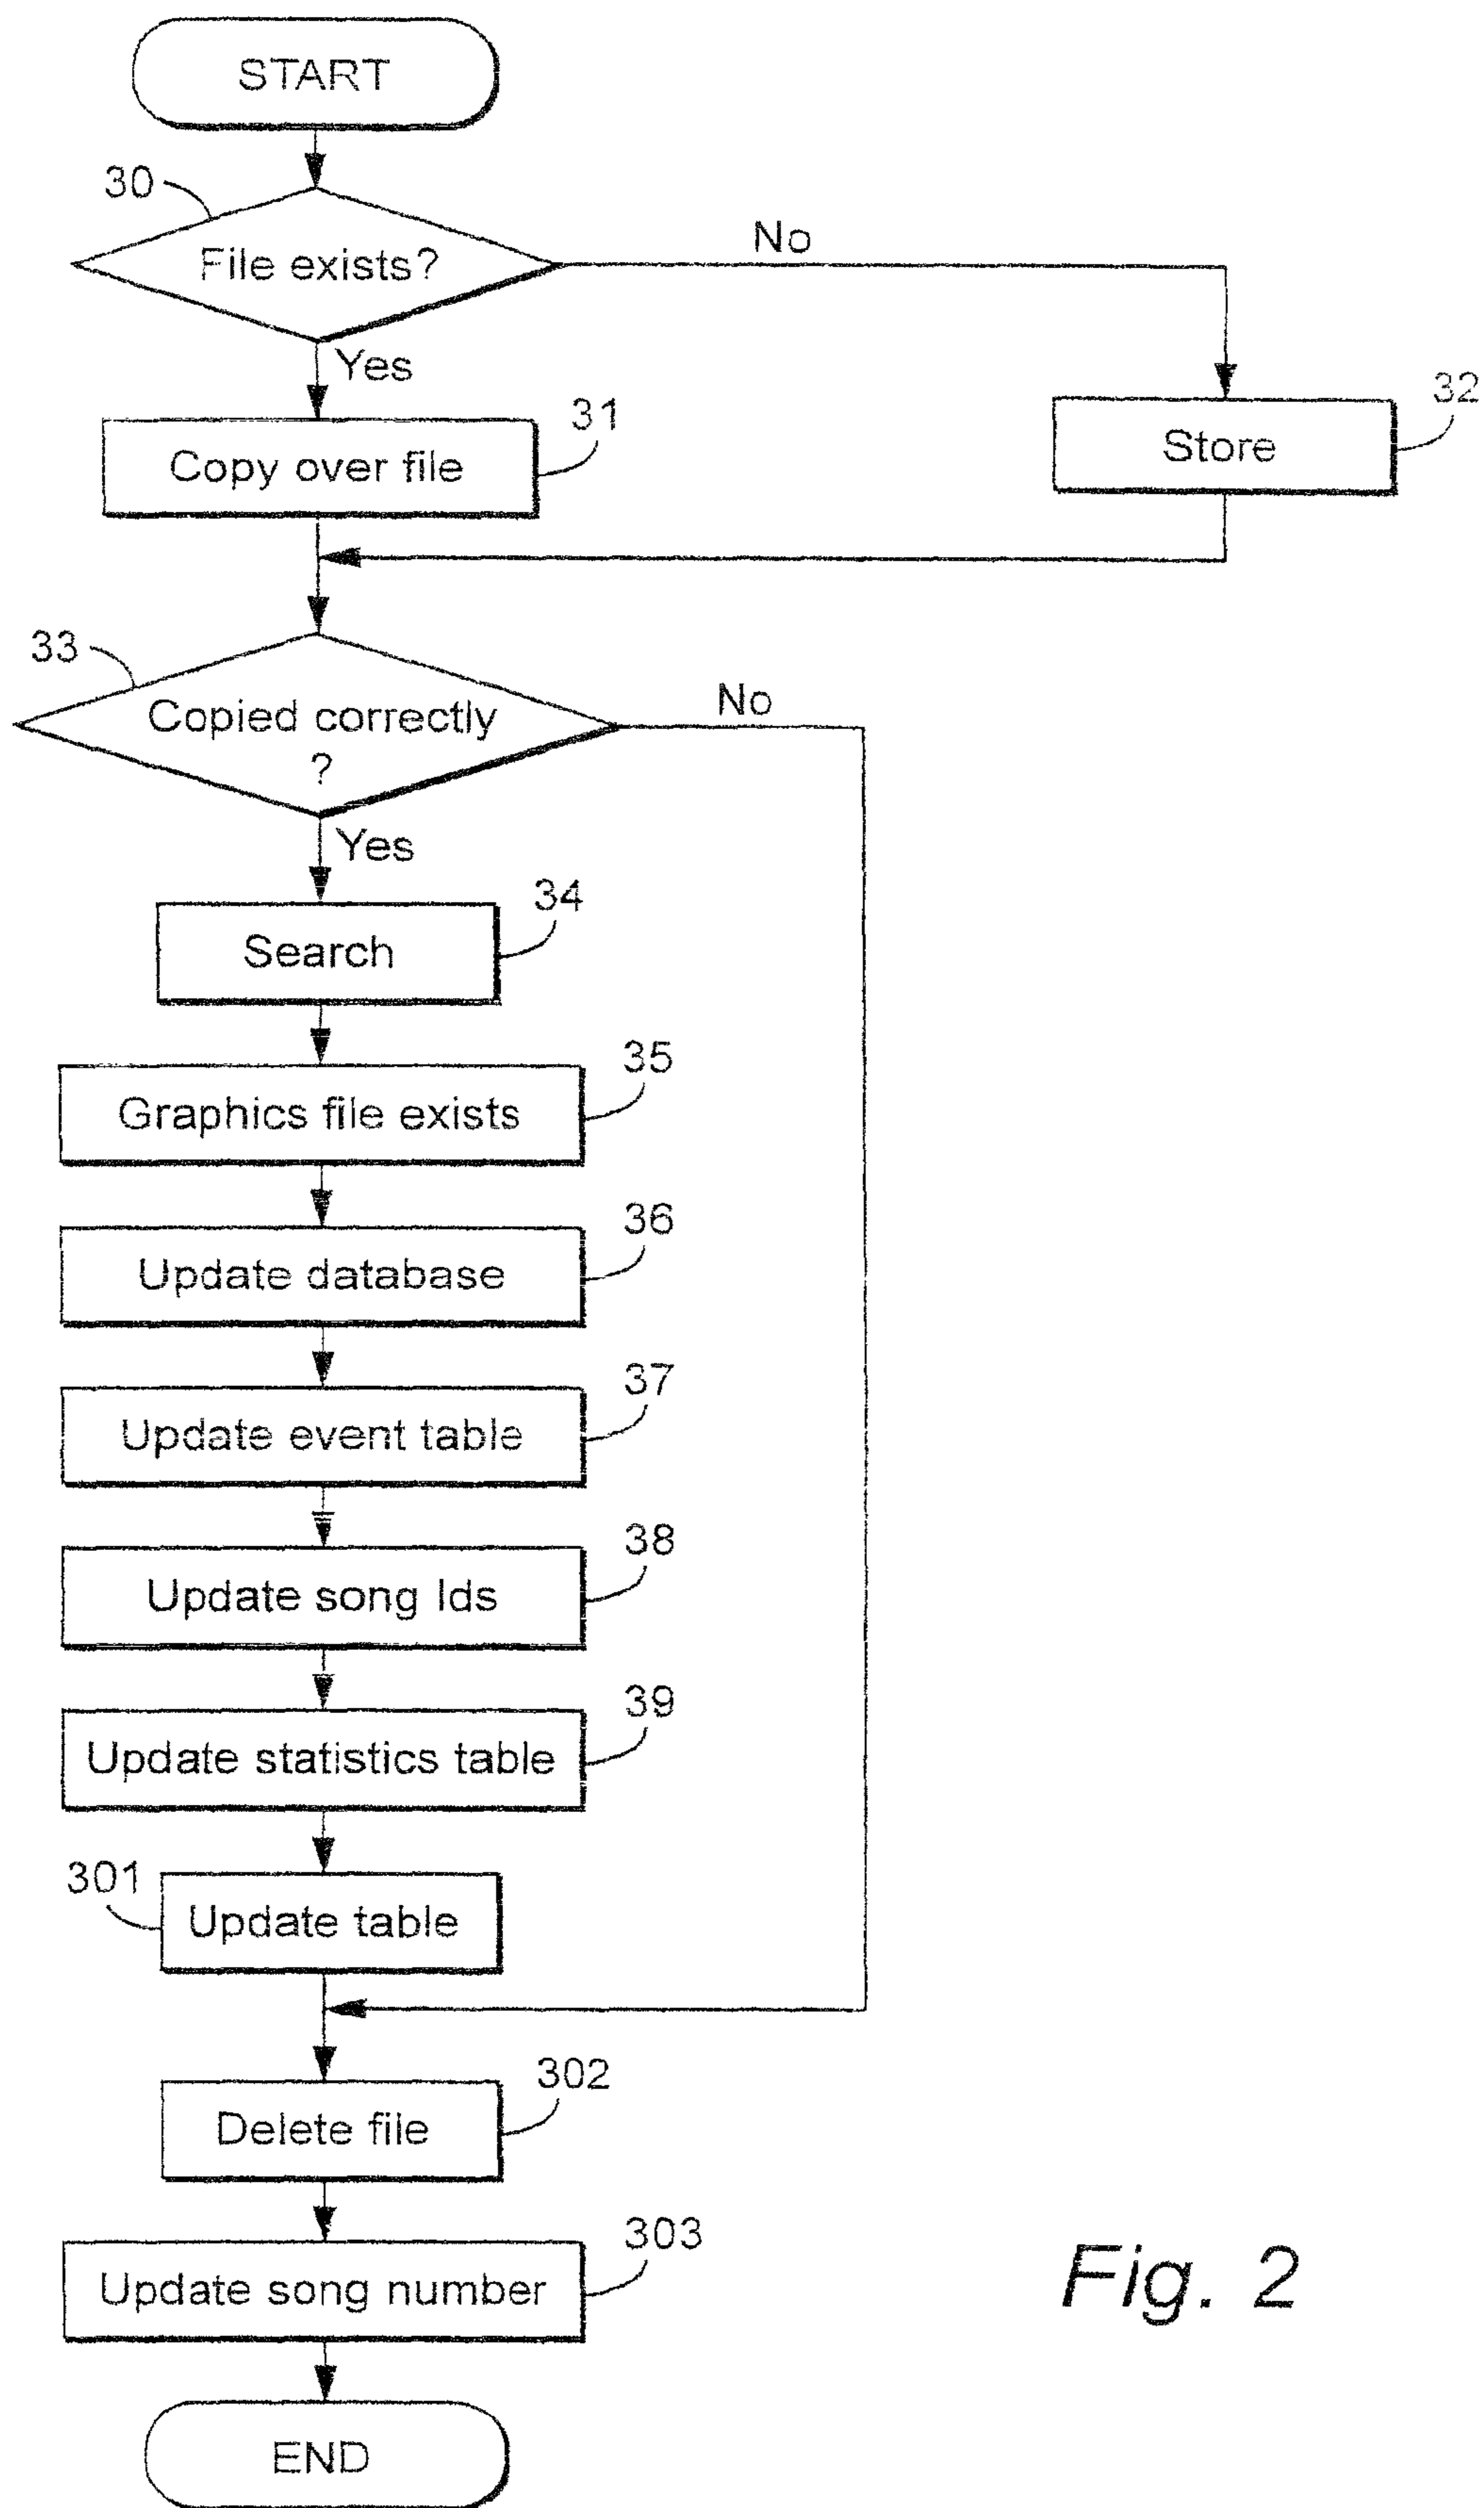 START
30
File exists?
No
Yes
31
Copy over file
32
Store
33
Copied correctly
?
No
Yes
34
Search
35
Graphics file exists
36
Update database
37
Update event table
38
Update song Ids
39
Update statistics table
301
Update table
302
Delete file
303
Update song number
Fig. 2
END